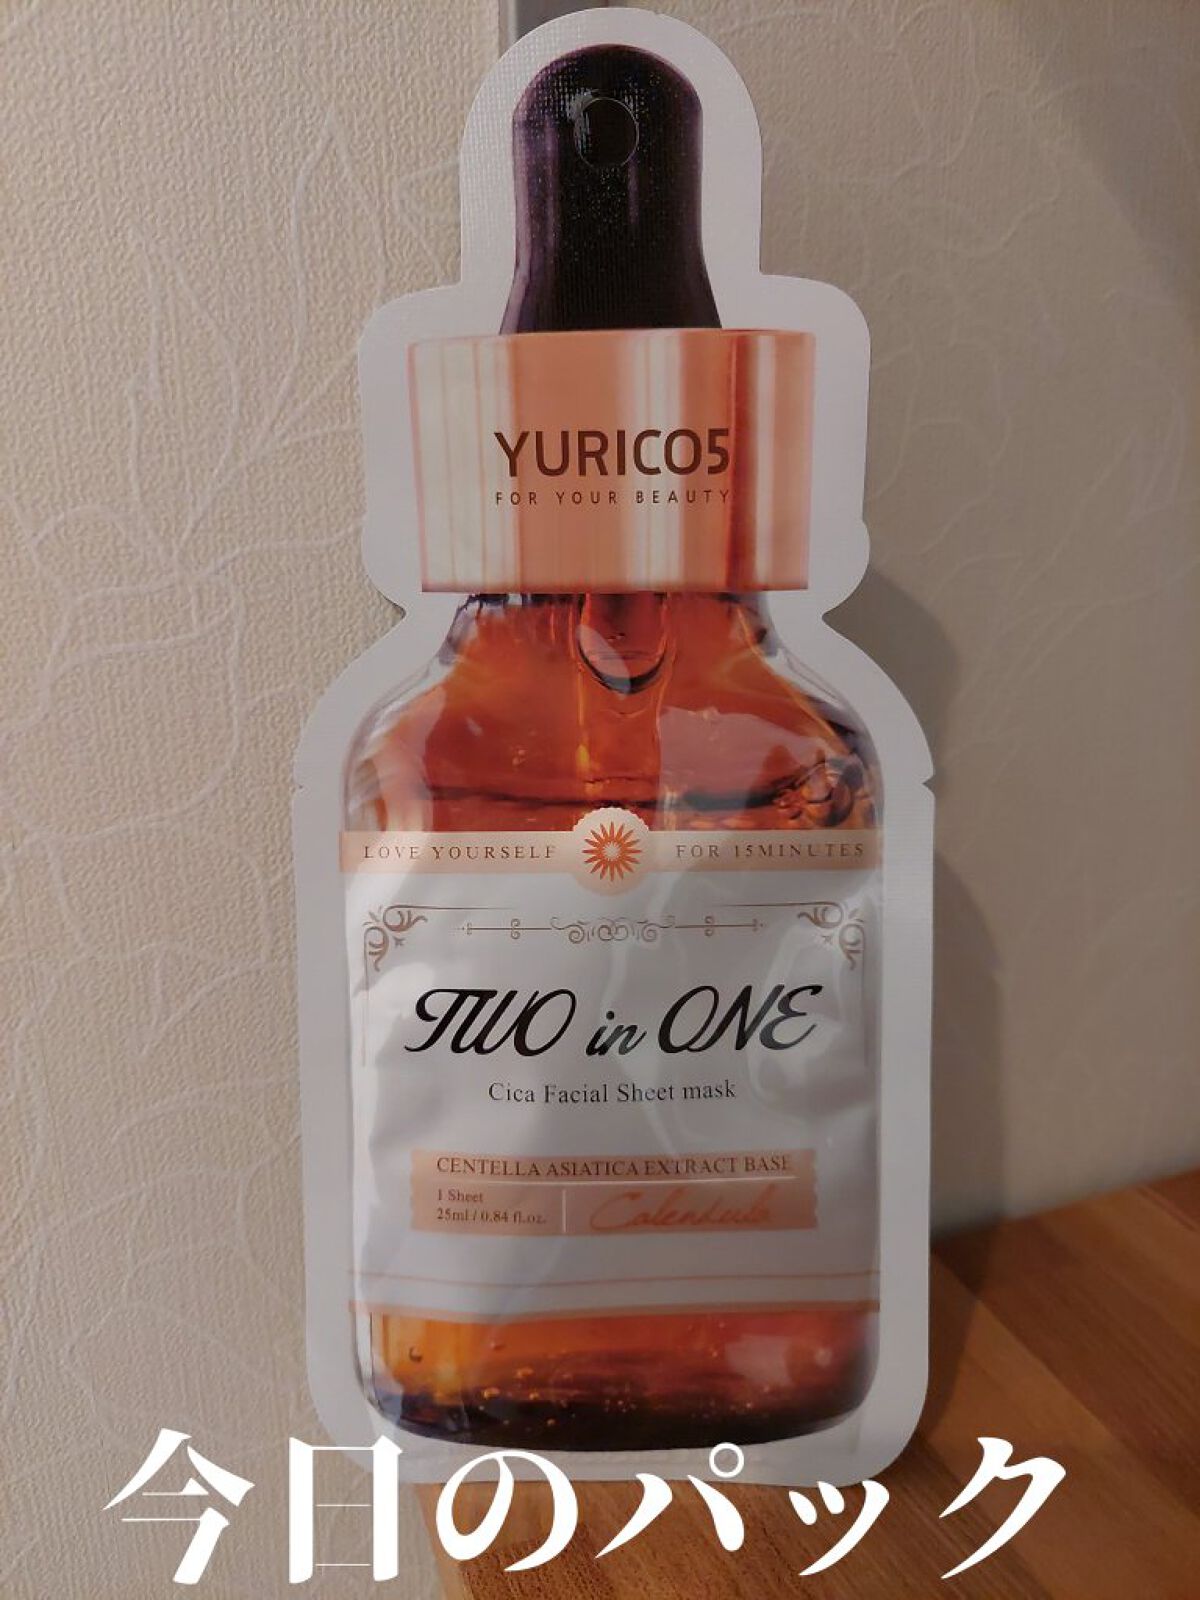 YURICO5
FOR YOUR BEAUTY
LOVE YOURSELF FOR 15MINUTES
TWO in ONE
Cica Facial Sheet mask
CENTELLA ASIATICA EXTRACT BASE
1 Sheet
25ml / 0.84 fl.oz.
Calendula
今日のパック